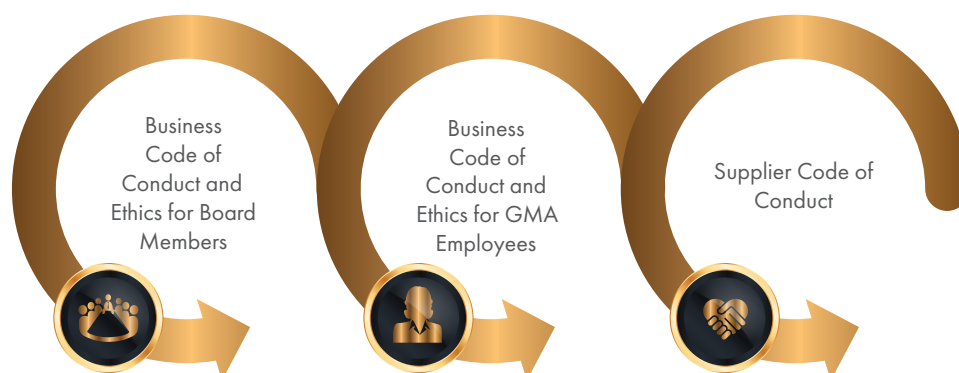 Business
Code of
Conduct and
Ethics for Board
Members
Business
Code of
Conduct and
Ethics for GMA
Employees
Supplier Code of
Conduct